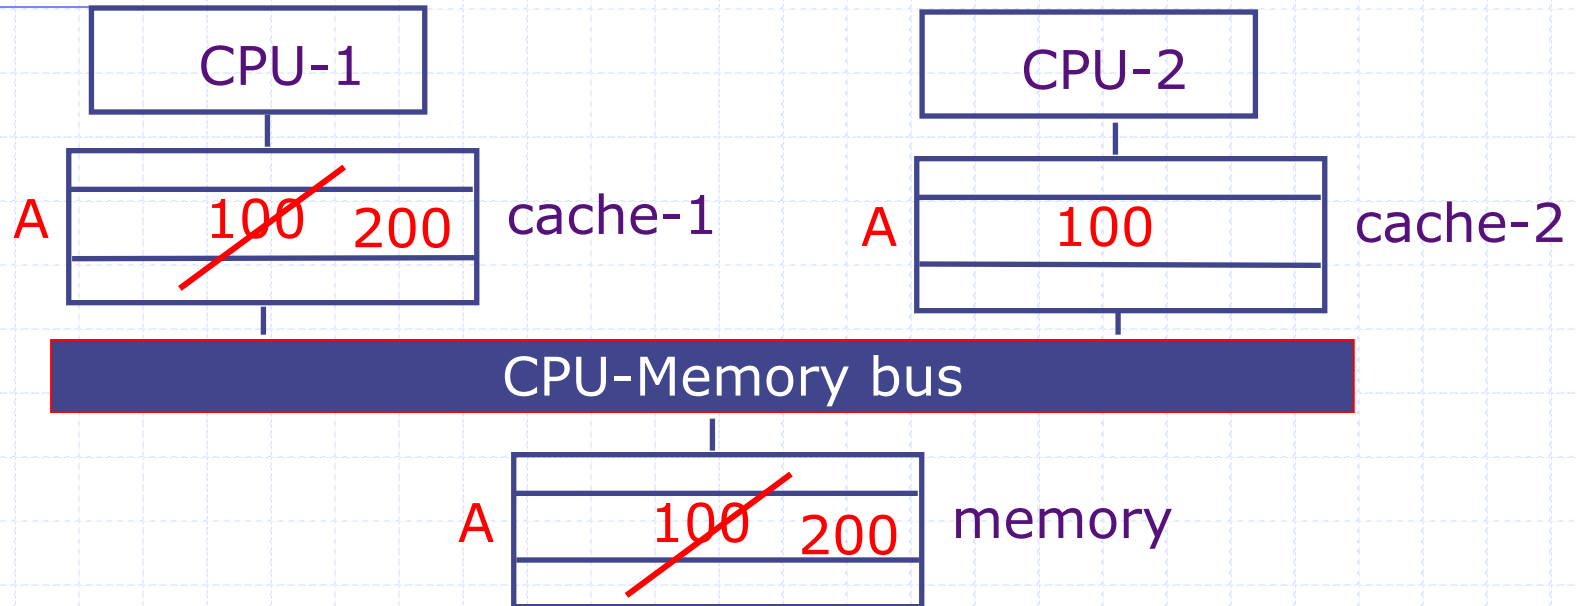 CPU-1
CPU-2
A 100 200 cache-1
A 100 cache-2
CPU-Memory bus
A 100 200 memory